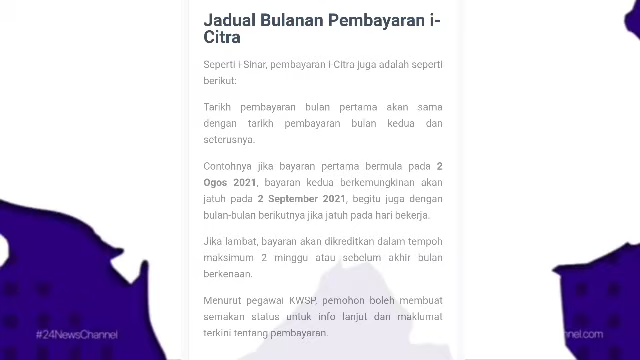 Jadual Bulanan Pembayaran i-
Citra
Seperti i-Sinar, pembayaran i-Citra juga adalah seperti
berikut:
Tarikh pembayaran bulan pertama akan sama
dengan tarikh pembayaran bulan kedua dan
seterusnya.
Contohnya jika bayaran pertama bermula pada 2
Ogos 2021, bayaran kedua berkemungkinan akan
jatuh pada 2 September 2021, begitu juga dengan
bulan-bulan berikutnya jika jatuh pada hari bekerja.
Jika lambat, bayaran akan dikreditkan dalam tempoh
maksimum 2 minggu atau sebelum akhir bulan
berkenaan.
Menurut pegawai KWSP, pemohon boleh membuat
semakan status untuk info lanjut dan maklumat
terkini tentang pembayaran.
#24NewsChannel
nel.com